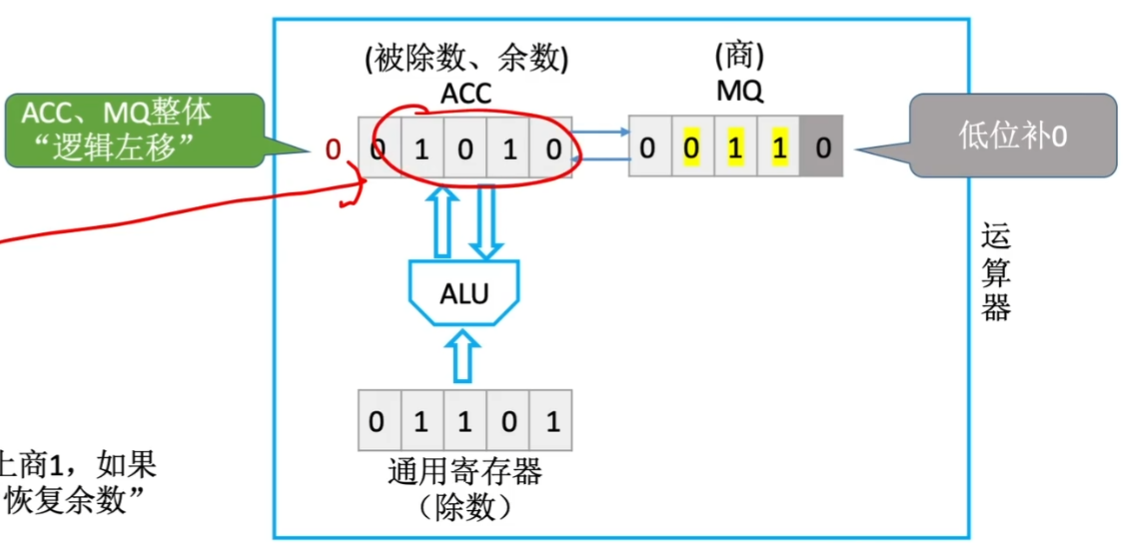 (被除数、余数)
(商)
ACC、MQ整体
“逻辑左移”
ACC
MQ
低位补0
0 0 1 0 1 0
0 0 1 1 0
运算器
ALU
0 1 1 0 1
上商1，如果
恢复余数”
通用寄存器
（除数）